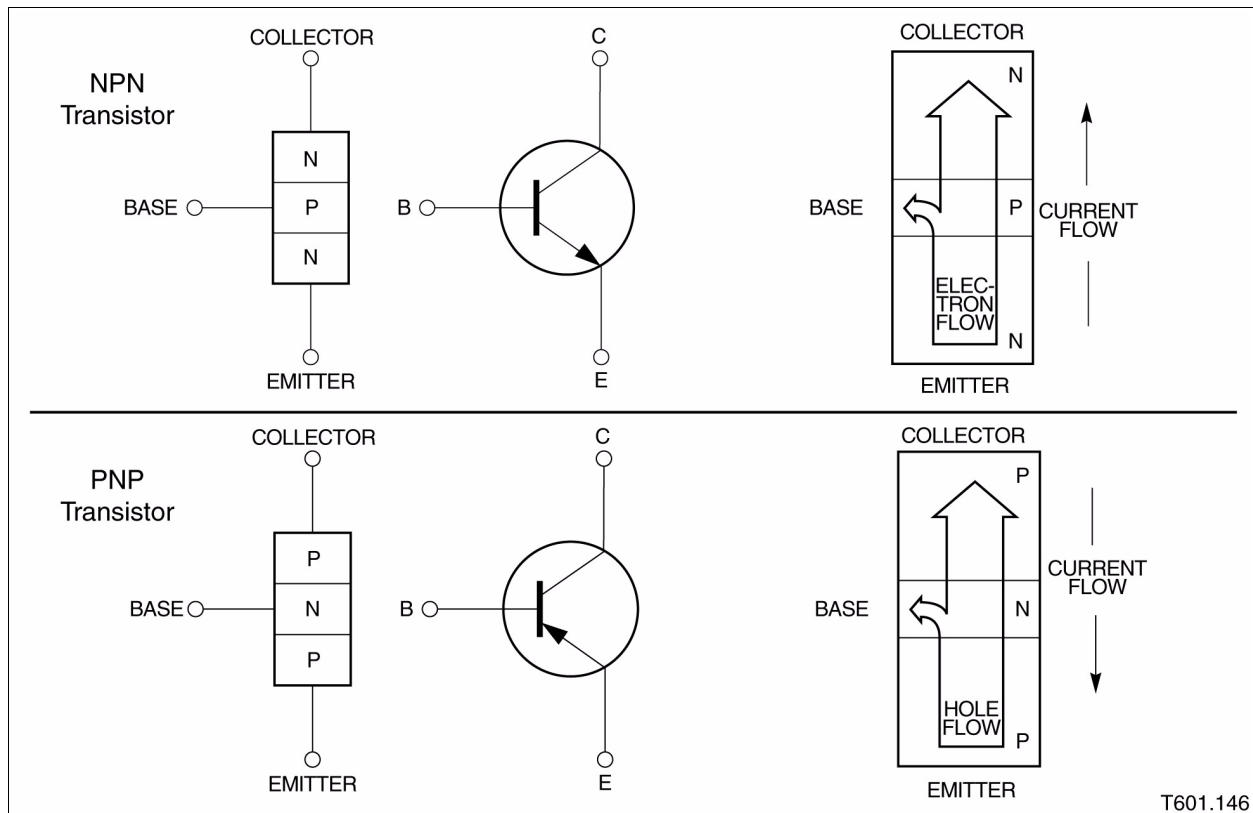 NPN
Transistor
COLLECTOR
N
P
N
BASE
EMITTER
C
B
E
COLLECTOR
N
BASE
P
CURRENT
FLOW
ELEC-
TRON
FLOW
N
EMITTER
PNP
Transistor
COLLECTOR
P
N
P
BASE
EMITTER
C
B
E
COLLECTOR
P
BASE
N
CURRENT
FLOW
HOLE
FLOW
P
EMITTER
T601.146